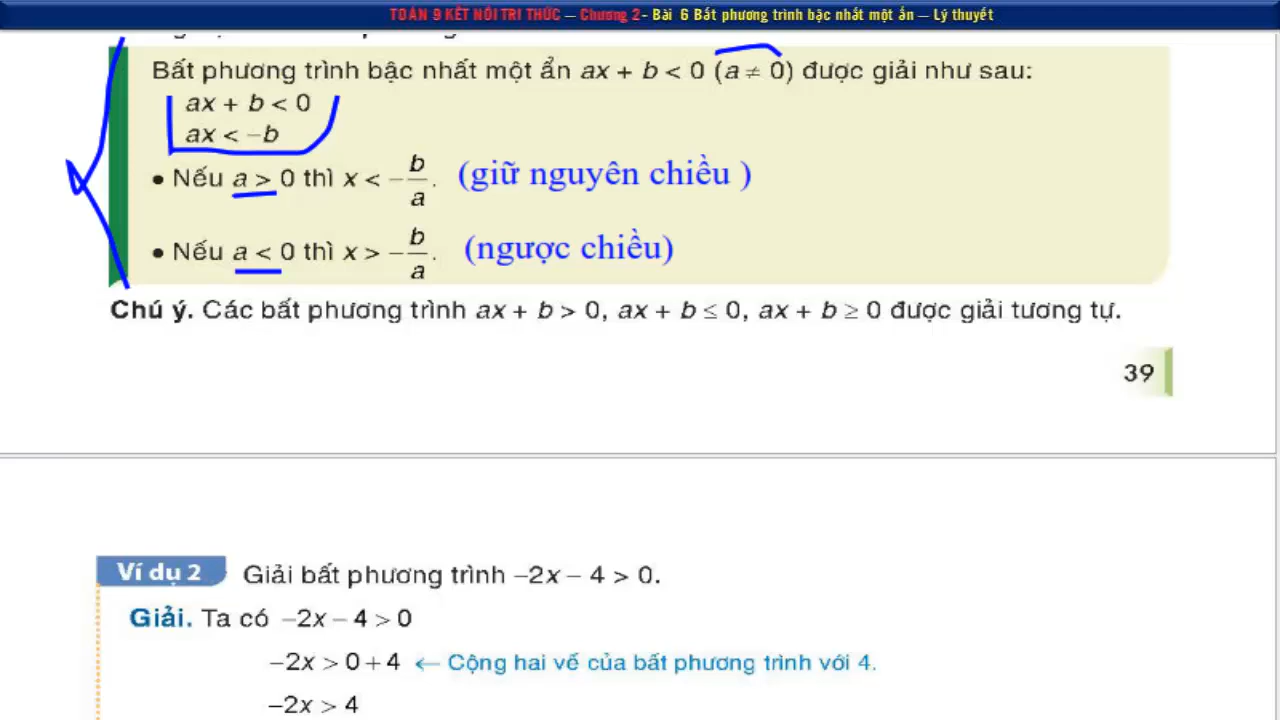 TOÁN 9 KẾT NỐI TRI THỨC – Chương 2- Bài 6 Bất phương trình bậc nhất một ẩn – Lý thuyết
Bất phương trình bậc nhất một ẩn ax + b < 0 (a ≠ 0) được giải như sau:
ax + b < 0
ax < −b
• Nếu a > 0 thì x < −b/a. (giữ nguyên chiều )
• Nếu a < 0 thì x > −b/a. (ngược chiều)
Chú ý. Các bất phương trình ax + b > 0, ax + b ≤ 0, ax + b ≥ 0 được giải tương tự.
39
Ví dụ 2 Giải bất phương trình −2x − 4 > 0.
Giải. Ta có −2x − 4 > 0
−2x > 0 + 4 ← Cộng hai vế của bất phương trình với 4.
−2x > 4